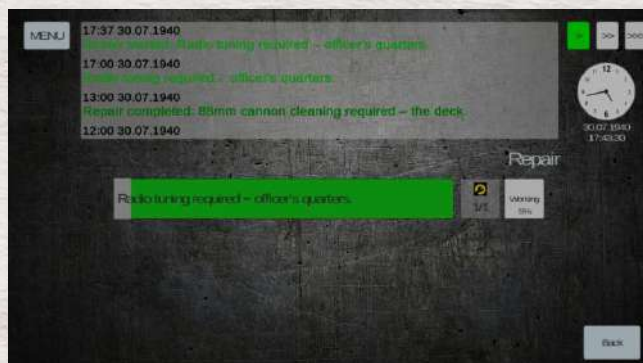 MENU
17:37 30.07.1940
Repair started: Radio tuning required – officer's quarters.
17:00 30.07.1940
Radio tuning required – officer's quarters.
13:00 30.07.1940
Repair completed: 88mm cannon cleaning required – the deck.
12:00 30.07.1940
>
>>
>>>
12
6
30.07.1940
17:43:30
Repair
Radio tuning required – officer's quarters.
1/1
Working
Back